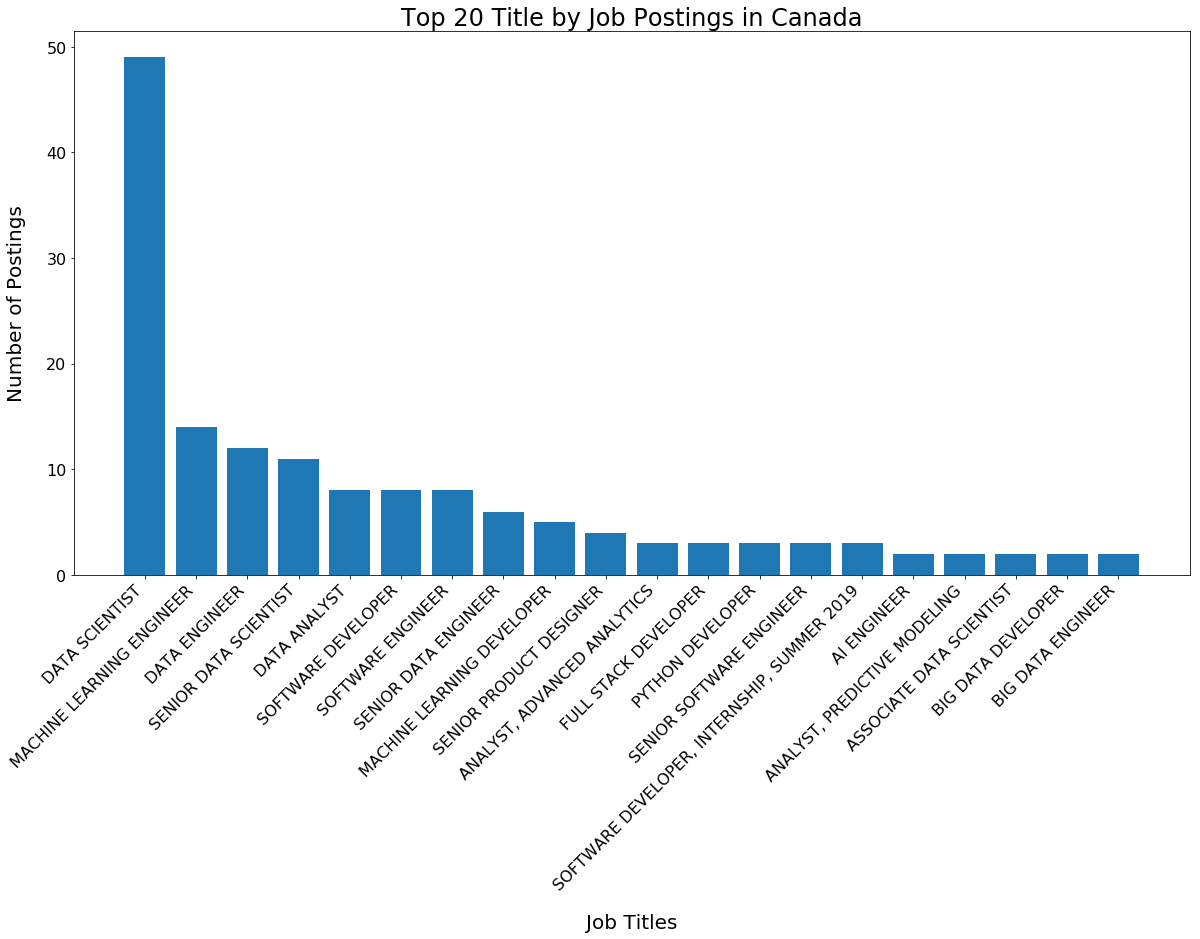 Top 20 Title by Job Postings in Canada
Number of Postings
50
40
30
20
10
0
DATA SCIENTIST
MACHINE LEARNING ENGINEER
DATA ENGINEER
SENIOR DATA SCIENTIST
DATA ANALYST
SOFTWARE DEVELOPER
SOFTWARE ENGINEER
SENIOR DATA ENGINEER
MACHINE LEARNING DEVELOPER
SENIOR PRODUCT DESIGNER
ANALYST, ADVANCED ANALYTICS
FULL STACK DEVELOPER
PYTHON DEVELOPER
SENIOR SOFTWARE ENGINEER
SOFTWARE DEVELOPER, INTERNSHIP, SUMMER 2019
AI ENGINEER
ANALYST, PREDICTIVE MODELING
ASSOCIATE DATA SCIENTIST
BIG DATA DEVELOPER
BIG DATA ENGINEER
Job Titles